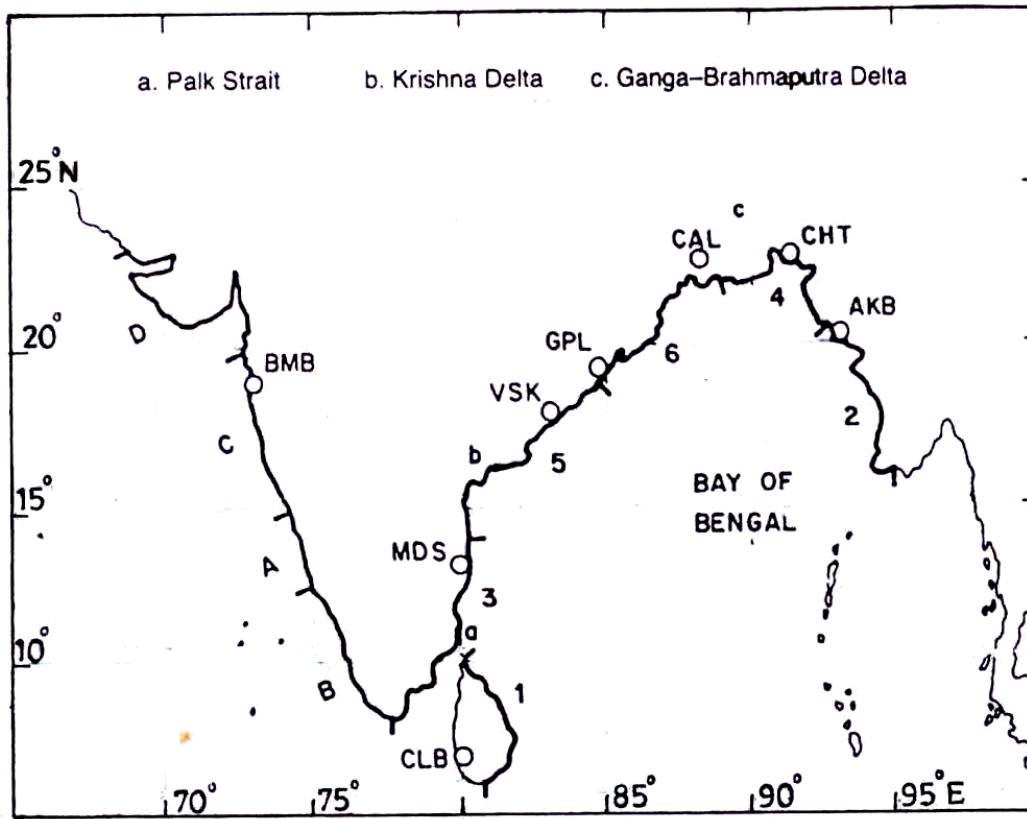 a. Palk Strait b. Krishna Delta c. Ganga–Brahmaputra Delta
25°N
c
CAL CHT
4
D AKB
20°
BMB GPL 6
VSK 2
C b 5
BAY OF
BENGAL
15°
MDS
A 3
a
10°
B 1
CLB
70° 75° 85° 90° 95°E